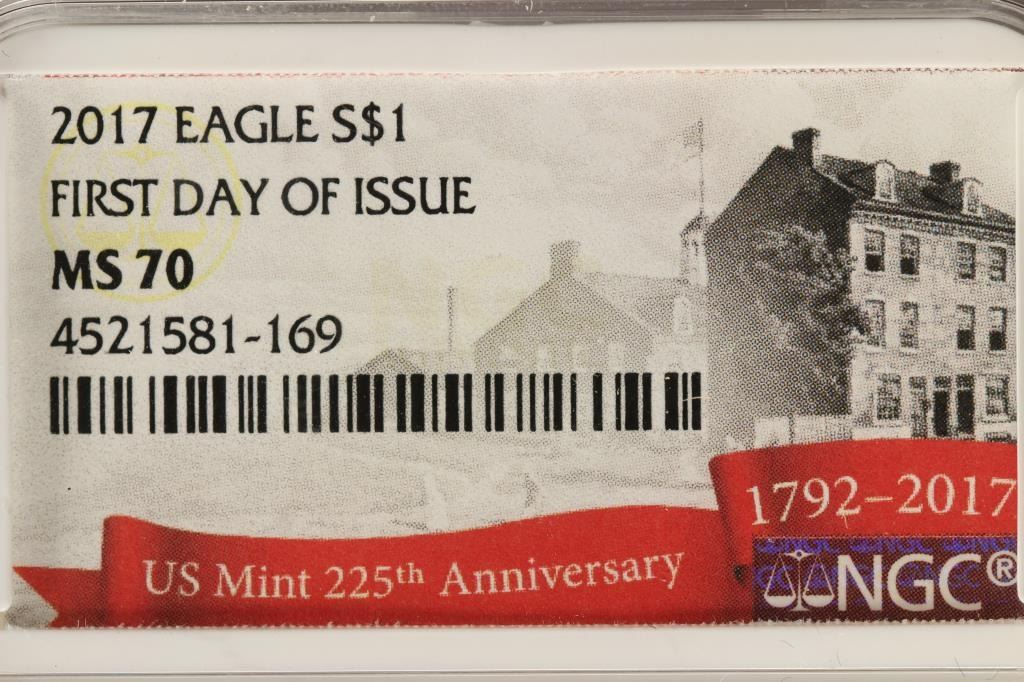 2017 EAGLE S$1
FIRST DAY OF ISSUE
MS 70
4521581-169
1792–2017
US Mint 225th Anniversary
NGC®